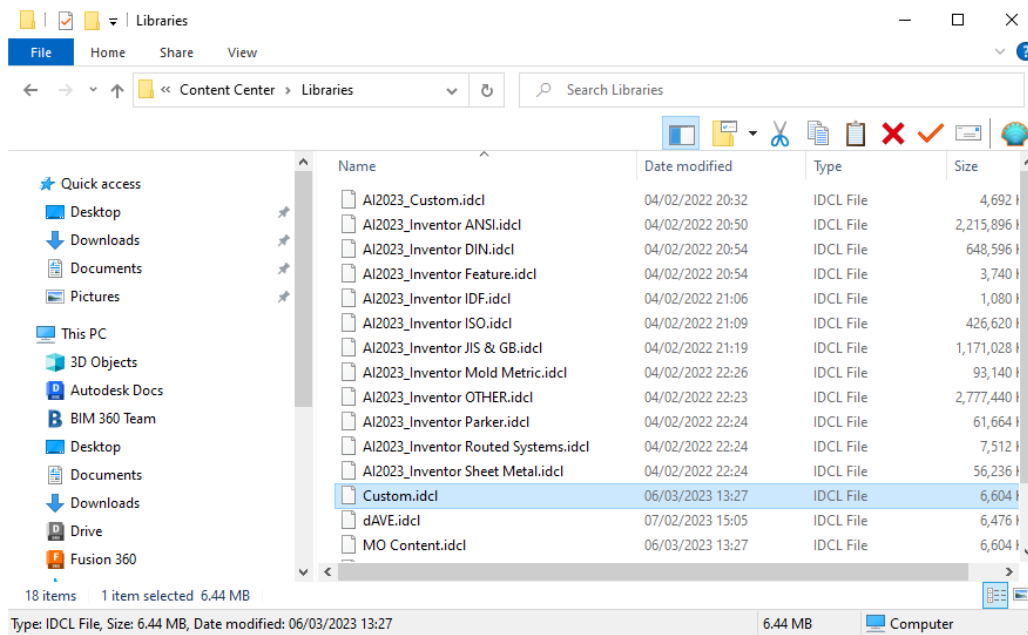 Libraries
File Home Share View
« Content Center › Libraries Search Libraries
Name Date modified Type Size
Quick access
Desktop
Downloads
Documents
Pictures
This PC
3D Objects
Autodesk Docs
BIM 360 Team
Desktop
Documents
Downloads
Drive
Fusion 360
AI2023_Custom.idcl 04/02/2022 20:32 IDCL File 4,692
AI2023_Inventor ANSI.idcl 04/02/2022 20:50 IDCL File 2,215,896
AI2023_Inventor DIN.idcl 04/02/2022 20:54 IDCL File 648,596
AI2023_Inventor Feature.idcl 04/02/2022 20:54 IDCL File 3,740
AI2023_Inventor IDF.idcl 04/02/2022 21:06 IDCL File 1,080
AI2023_Inventor ISO.idcl 04/02/2022 21:09 IDCL File 426,620
AI2023_Inventor JIS & GB.idcl 04/02/2022 21:19 IDCL File 1,171,028
AI2023_Inventor Mold Metric.idcl 04/02/2022 22:26 IDCL File 93,140
AI2023_Inventor OTHER.idcl 04/02/2022 22:23 IDCL File 2,777,440
AI2023_Inventor Parker.idcl 04/02/2022 22:24 IDCL File 61,664
AI2023_Inventor Routed Systems.idcl 04/02/2022 22:24 IDCL File 7,512
AI2023_Inventor Sheet Metal.idcl 04/02/2022 22:24 IDCL File 56,236
Custom.idcl 06/03/2023 13:27 IDCL File 6,604
dAVE.idcl 07/02/2023 15:05 IDCL File 6,476
MO Content.idcl 06/03/2023 13:27 IDCL File 6,604
18 items 1 item selected 6.44 MB
Type: IDCL File, Size: 6.44 MB, Date modified: 06/03/2023 13:27 6.44 MB Computer